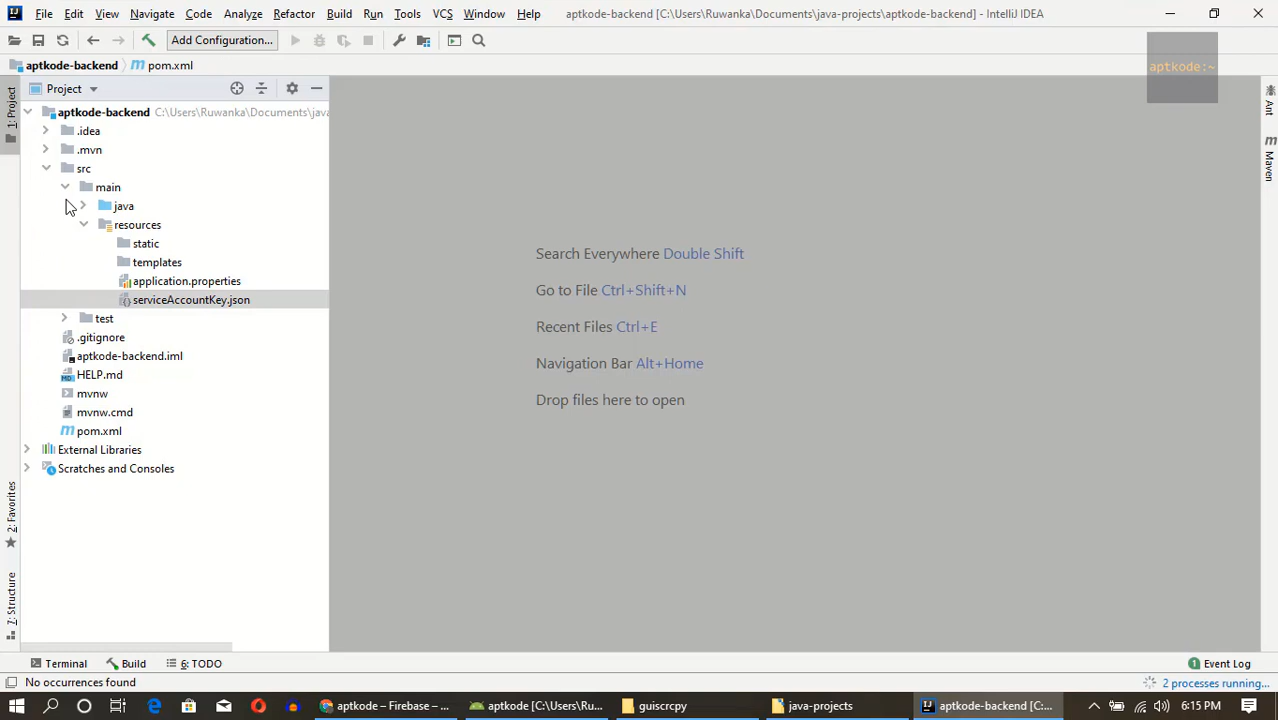 File Edit View Navigate Code Analyze Refactor Build Run Tools VCS Window Help aptkode-backend [C:\Users\Ruwanka\Documents\java-projects\aptkode-backend] - IntelliJ IDEA
Add Configuration...
aptkode-backend pom.xml
aptkode:~
Project
1: Project
Ant
Maven
aptkode-backend C:\Users\Ruwanka\Documents\java
.idea
.mvn
src
main
java
resources
static
templates
application.properties
serviceAccountKey.json
test
.gitignore
aptkode-backend.iml
HELP.md
mvnw
mvnw.cmd
pom.xml
External Libraries
Scratches and Consoles
Search Everywhere Double Shift
Go to File Ctrl+Shift+N
Recent Files Ctrl+E
Navigation Bar Alt+Home
Drop files here to open
2: Favorites
7: Structure
Terminal Build 6: TODO 1 Event Log
No occurrences found 2 processes running...
aptkode – Firebase – ... aptkode [C:\Users\Ru... guiscrcpy java-projects aptkode-backend [C:... 6:15 PM